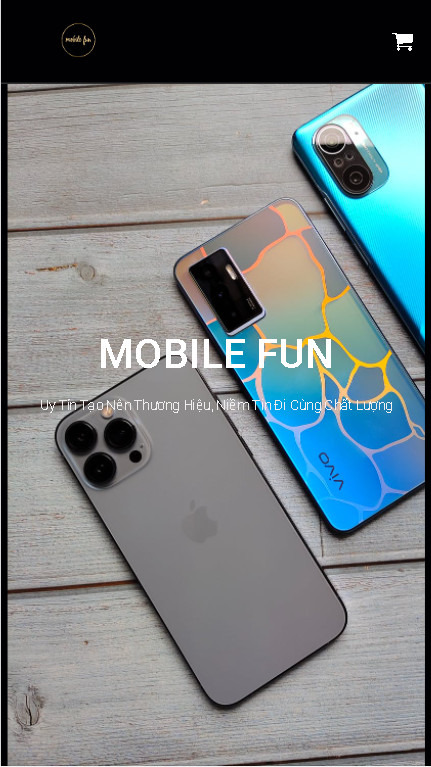 mobile fun
MOBILE FUN
Uy Tín Tạo Nên Thương Hiệu, Niềm Tin Đi Cùng Chất Lượng
vivo